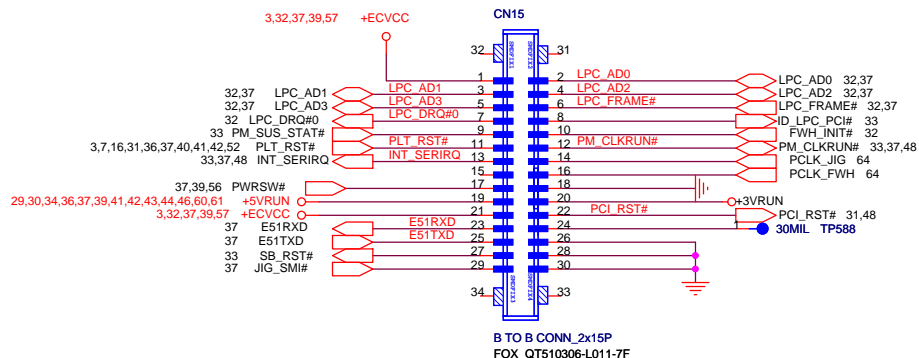 CN15
3,32,37,39,57 +ECVCC
32 SMDFIX1 SMDFIX2 31
1 2 LPC_AD0 LPC_AD0 32,37
32,37 LPC_AD1 LPC_AD1 3 4 LPC_AD2 LPC_AD2 32,37
32,37 LPC_AD3 LPC_AD3 5 6 LPC_FRAME# LPC_FRAME# 32,37
32 LPC_DRQ#0 LPC_DRQ#0 7 8 ID_LPC_PCI# 33
33 PM_SUS_STAT# 9 10 FWH_INIT# 32
3,7,16,31,36,37,40,41,42,52 PLT_RST# PLT_RST# 11 12 PM_CLKRUN# PM_CLKRUN# 33,37,48
33,37,48 INT_SERIRQ INT_SERIRQ 13 14 PCLK_JIG 64
15 16 PCLK_FWH 64
37,39,56 PWRSW# 17 18
29,30,34,36,37,39,41,42,43,44,46,60,61 +5VRUN 19 20 +3VRUN
3,32,37,39,57 +ECVCC 21 22 PCI_RST# PCI_RST# 31,48
37 E51RXD E51RXD 23 24 1 30MIL TP588
37 E51TXD E51TXD 25 26
33 SB_RST# 27 28
37 JIG_SMI# 29 30
34 SMDFIX3 SMDFIX4 33
B TO B CONN_2x15P
FOX QT510306-L011-7F